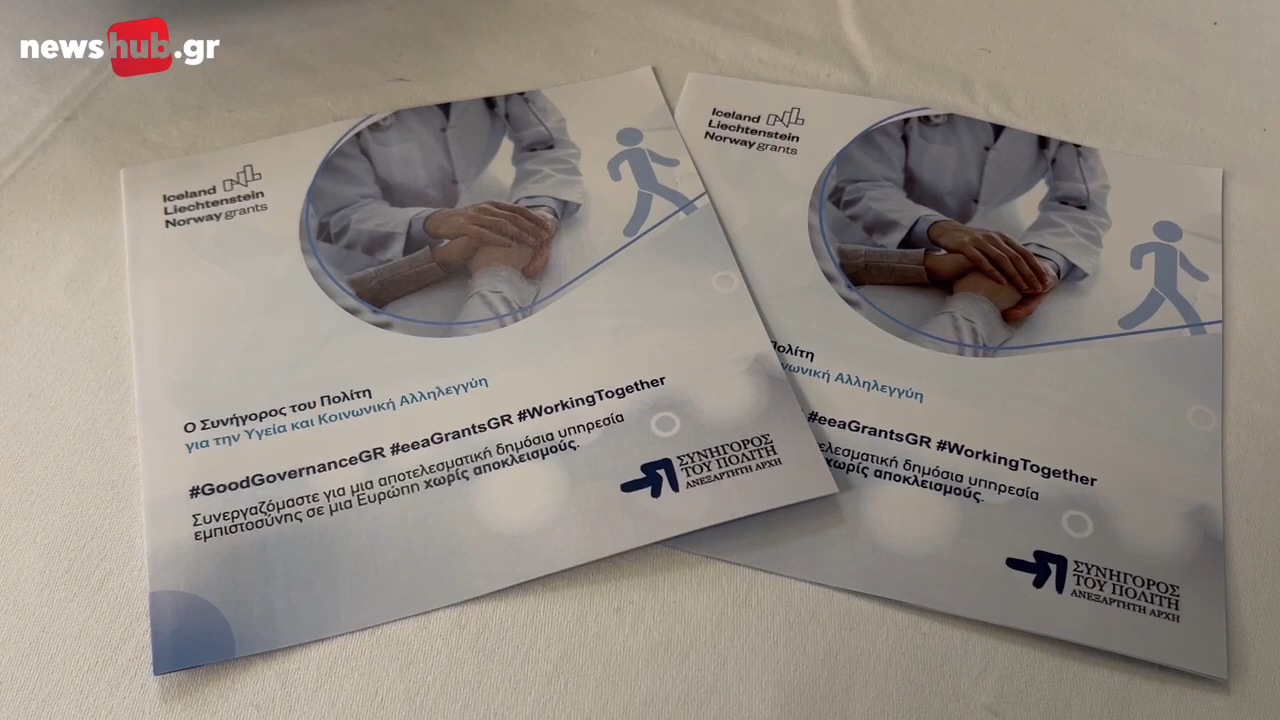 newshub.gr
Iceland
Liechtenstein
Norway grants
Ο Συνήγορος του Πολίτη
για την Υγεία και Κοινωνική Αλληλεγγύη
#GoodGovernanceGR #eeaGrantsGR #WorkingTogether
Συνεργαζόμαστε για μια αποτελεσματική δημόσια υπηρεσία
εμπιστοσύνης σε μια Ευρώπη χωρίς αποκλεισμούς.
ΣΥΝΗΓΟΡΟΣ
ΤΟΥ ΠΟΛΙΤΗ
ΑΝΕΞΑΡΤΗΤΗ ΑΡΧΗ
Iceland
Liechtenstein
Norway grants
Πολίτη
νωνική Αλληλεγγύη
#eeaGrantsGR #WorkingTogether
ελεσματική δημόσια υπηρεσία
χωρίς αποκλεισμούς.
ΣΥΝΗΓΟΡΟΣ
ΤΟΥ ΠΟΛΙΤΗ
ΑΝΕΞΑΡΤΗΤΗ ΑΡΧΗ